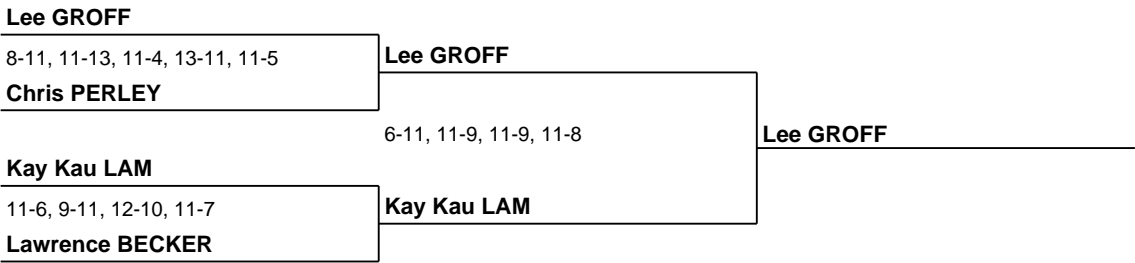 Lee GROFF
8-11, 11-13, 11-4, 13-11, 11-5
Lee GROFF
Chris PERLEY
6-11, 11-9, 11-9, 11-8
Lee GROFF
Kay Kau LAM
11-6, 9-11, 12-10, 11-7
Kay Kau LAM
Lawrence BECKER